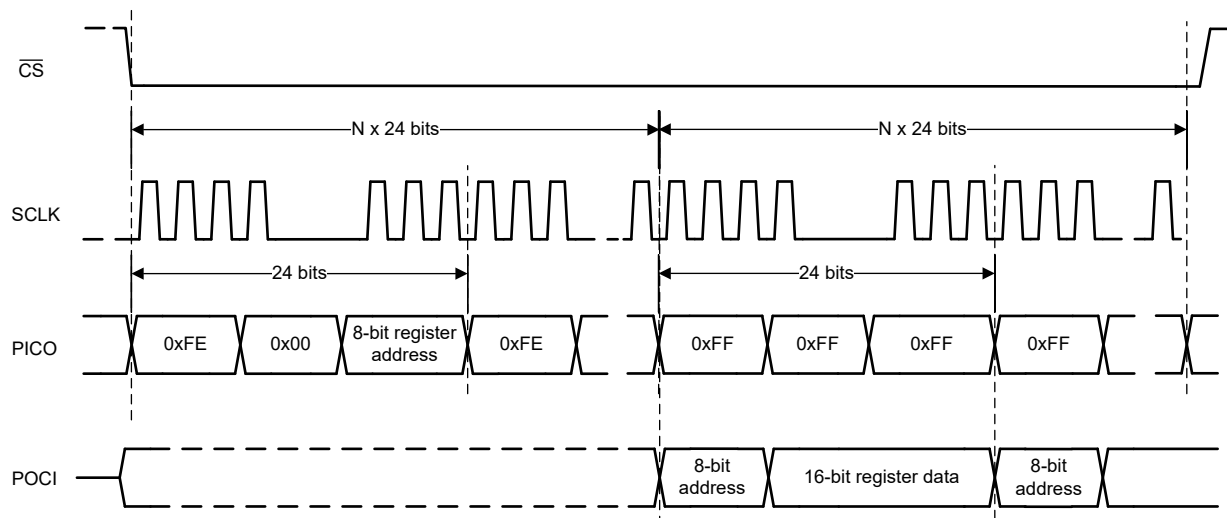 CS
N x 24 bits N x 24 bits
SCLK
24 bits 24 bits
PICO 0xFE 0x00 8-bit register address 0xFE 0xFF 0xFF 0xFF 0xFF
POCI 8-bit address 16-bit register data 8-bit address